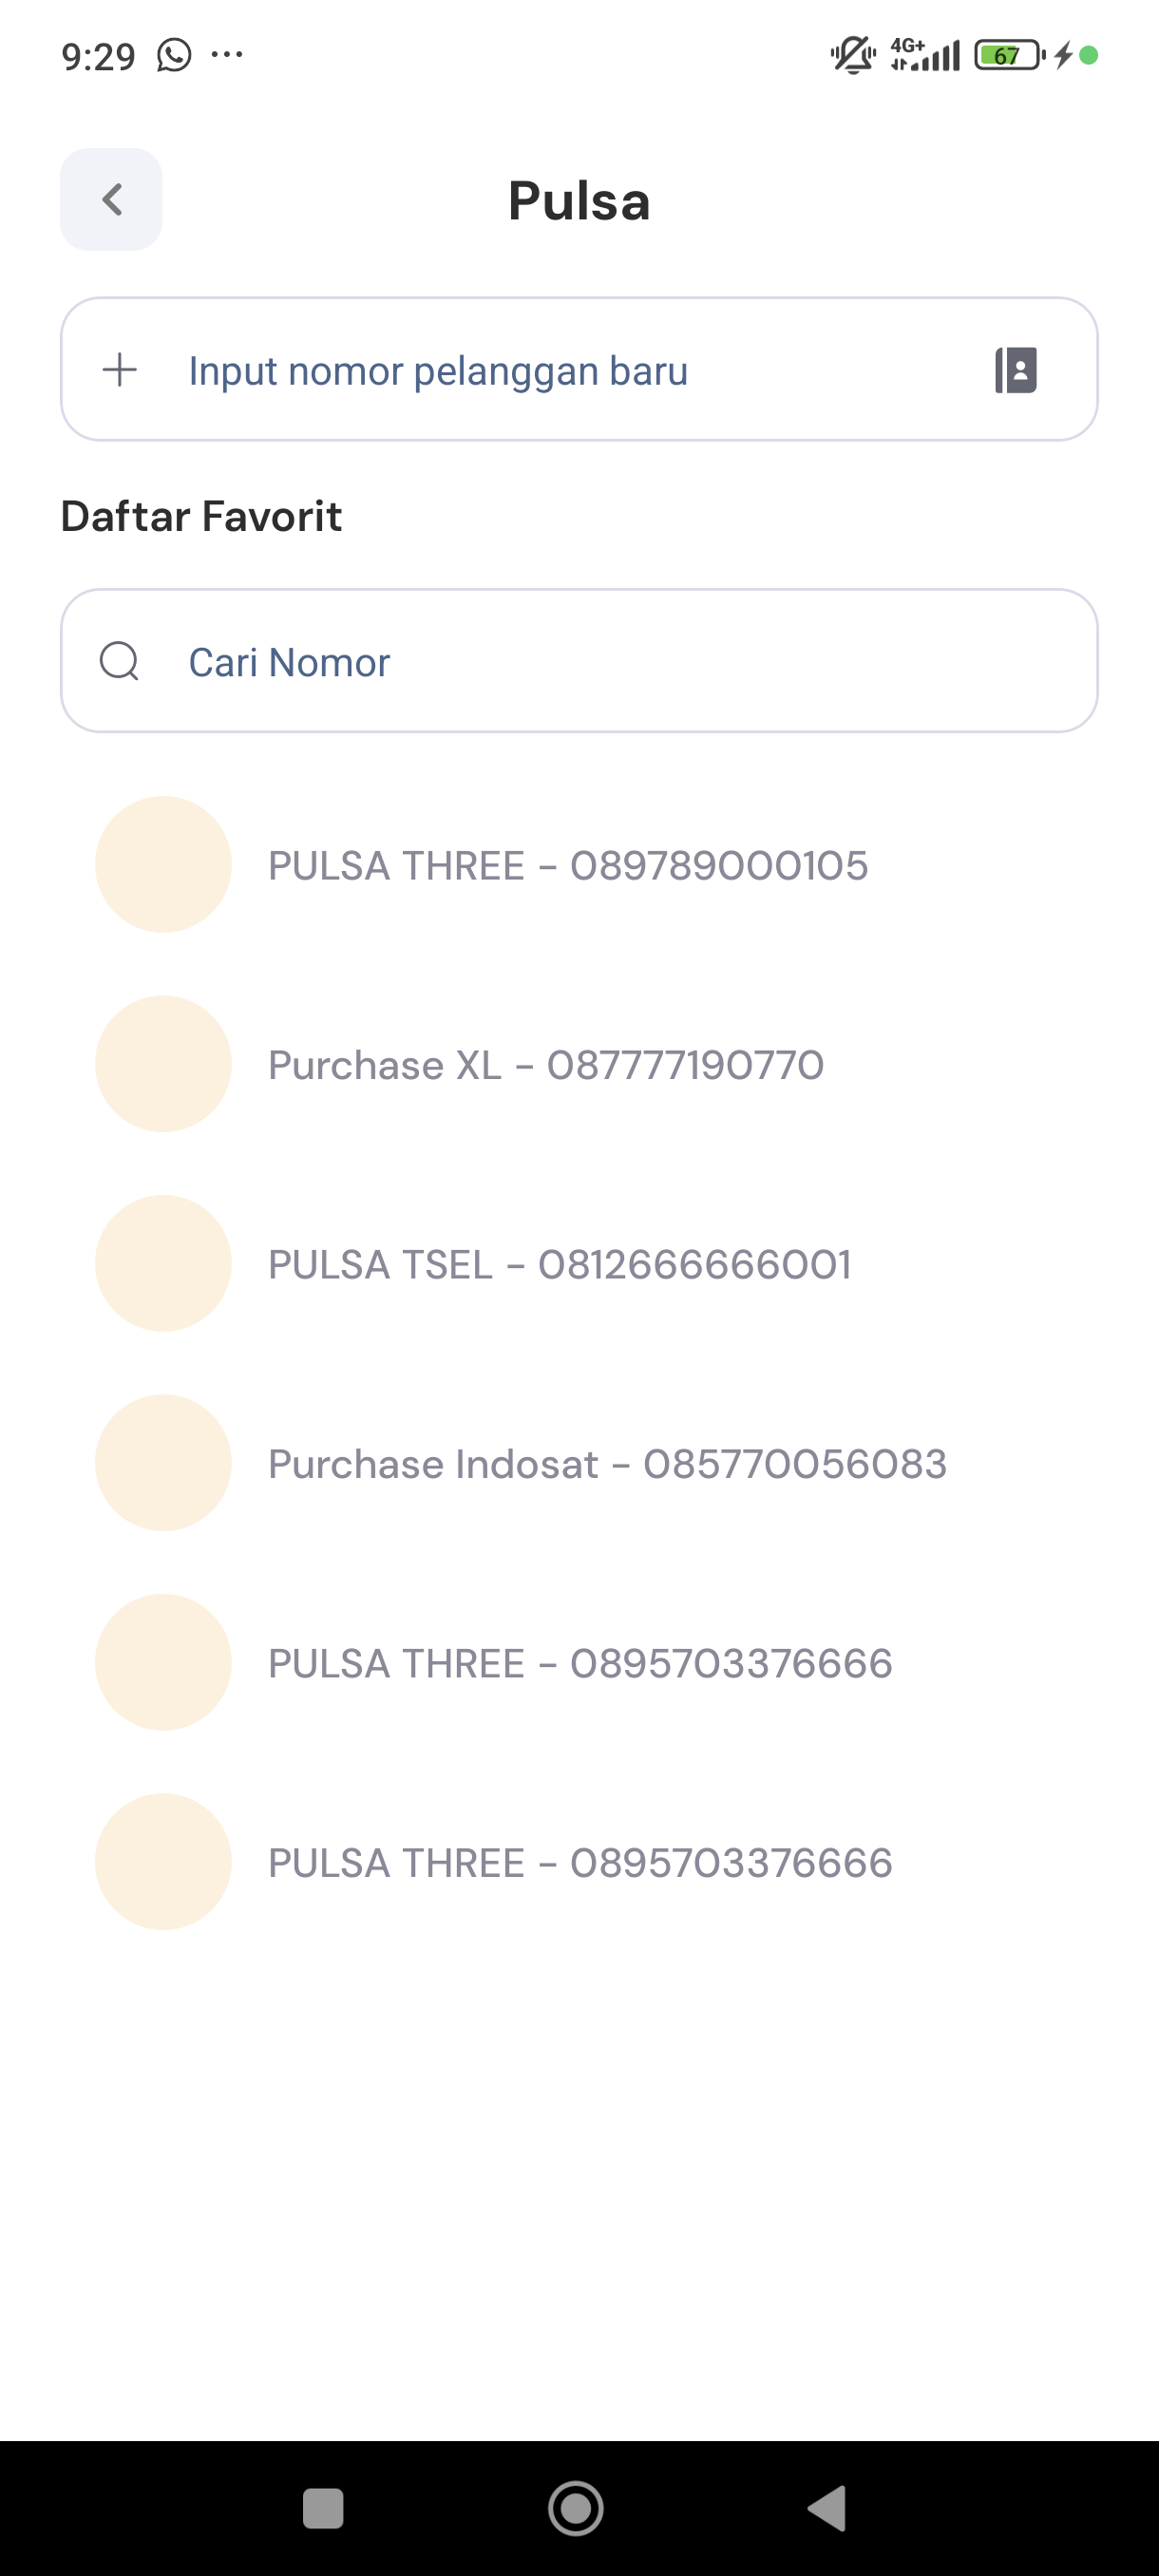 9:29
4G+
67
Pulsa
Input nomor pelanggan baru
Daftar Favorit
Cari Nomor
PULSA THREE - 089789000105
Purchase XL - 087777190770
PULSA TSEL - 0812666666001
Purchase Indosat - 085770056083
PULSA THREE - 0895703376666
PULSA THREE - 0895703376666